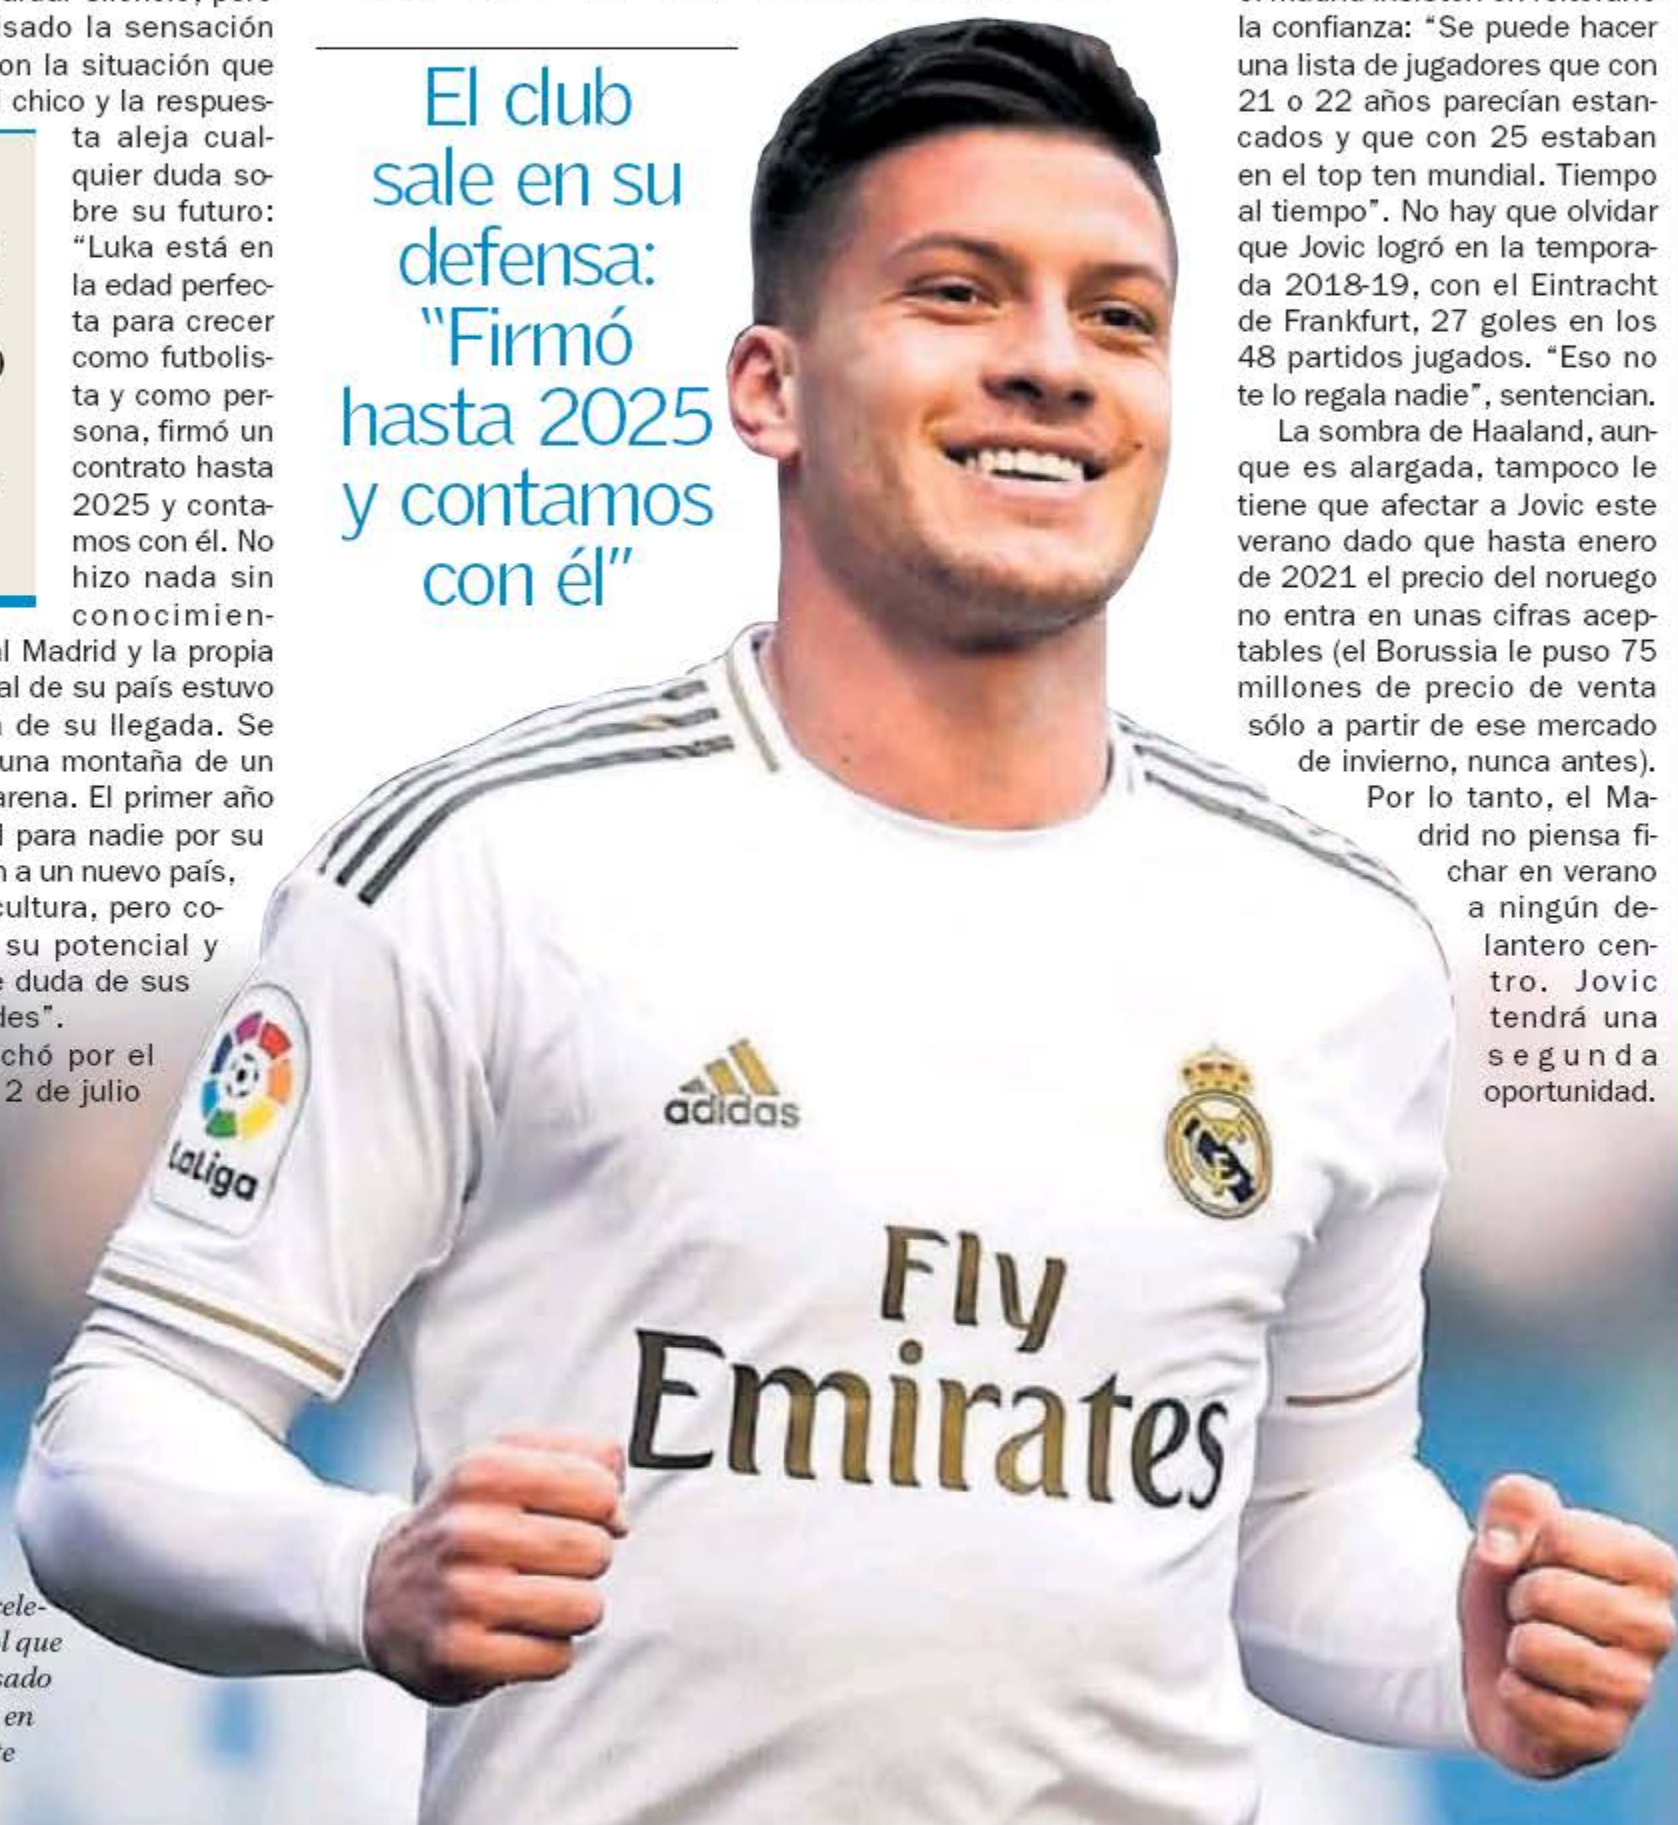 sado la sensación
on la situación que
chico y la respues-
ta aleja cual-
quier duda so-
bre su futuro:
“Luka está en
la edad perfec-
ta para crecer
como futbolis-
ta y como per-
sona, firmó un
contrato hasta
2025 y conta-
mos con él. No
hizo nada sin
conocimien-
l Madrid y la propia
al de su país estuvo
de su llegada. Se
una montaña de un
arena. El primer año
para nadie por su
a un nuevo país,
cultura, pero co-
su potencial y
duda de sus
des”.
chó por el
2 de julio
cele-
l que
sado
en
El club
sale en su
defensa:
“Firmó
hasta 2025
y contamos
con él”
la confianza: “Se puede hacer
una lista de jugadores que con
21 o 22 años parecían estan-
cados y que con 25 estaban
en el top ten mundial. Tiempo
al tiempo”. No hay que olvidar
que Jovic logró en la tempora-
da 2018-19, con el Eintracht
de Frankfurt, 27 goles en los
48 partidos jugados. “Eso no
te lo regala nadie”, sentencian.
La sombra de Haaland, aun-
que es alargada, tampoco le
tiene que afectar a Jovic este
verano dado que hasta enero
de 2021 el precio del noruego
no entra en unas cifras acep-
tables (el Borussia le puso 75
millones de precio de venta
sólo a partir de ese mercado
de invierno, nunca antes).
Por lo tanto, el Ma-
drid no piensa fi-
char en verano
a ningún de-
lantero cen-
tro. Jovic
tendrá una
segunda
oportunidad.
LaLiga
adidas
Fly
Emirates